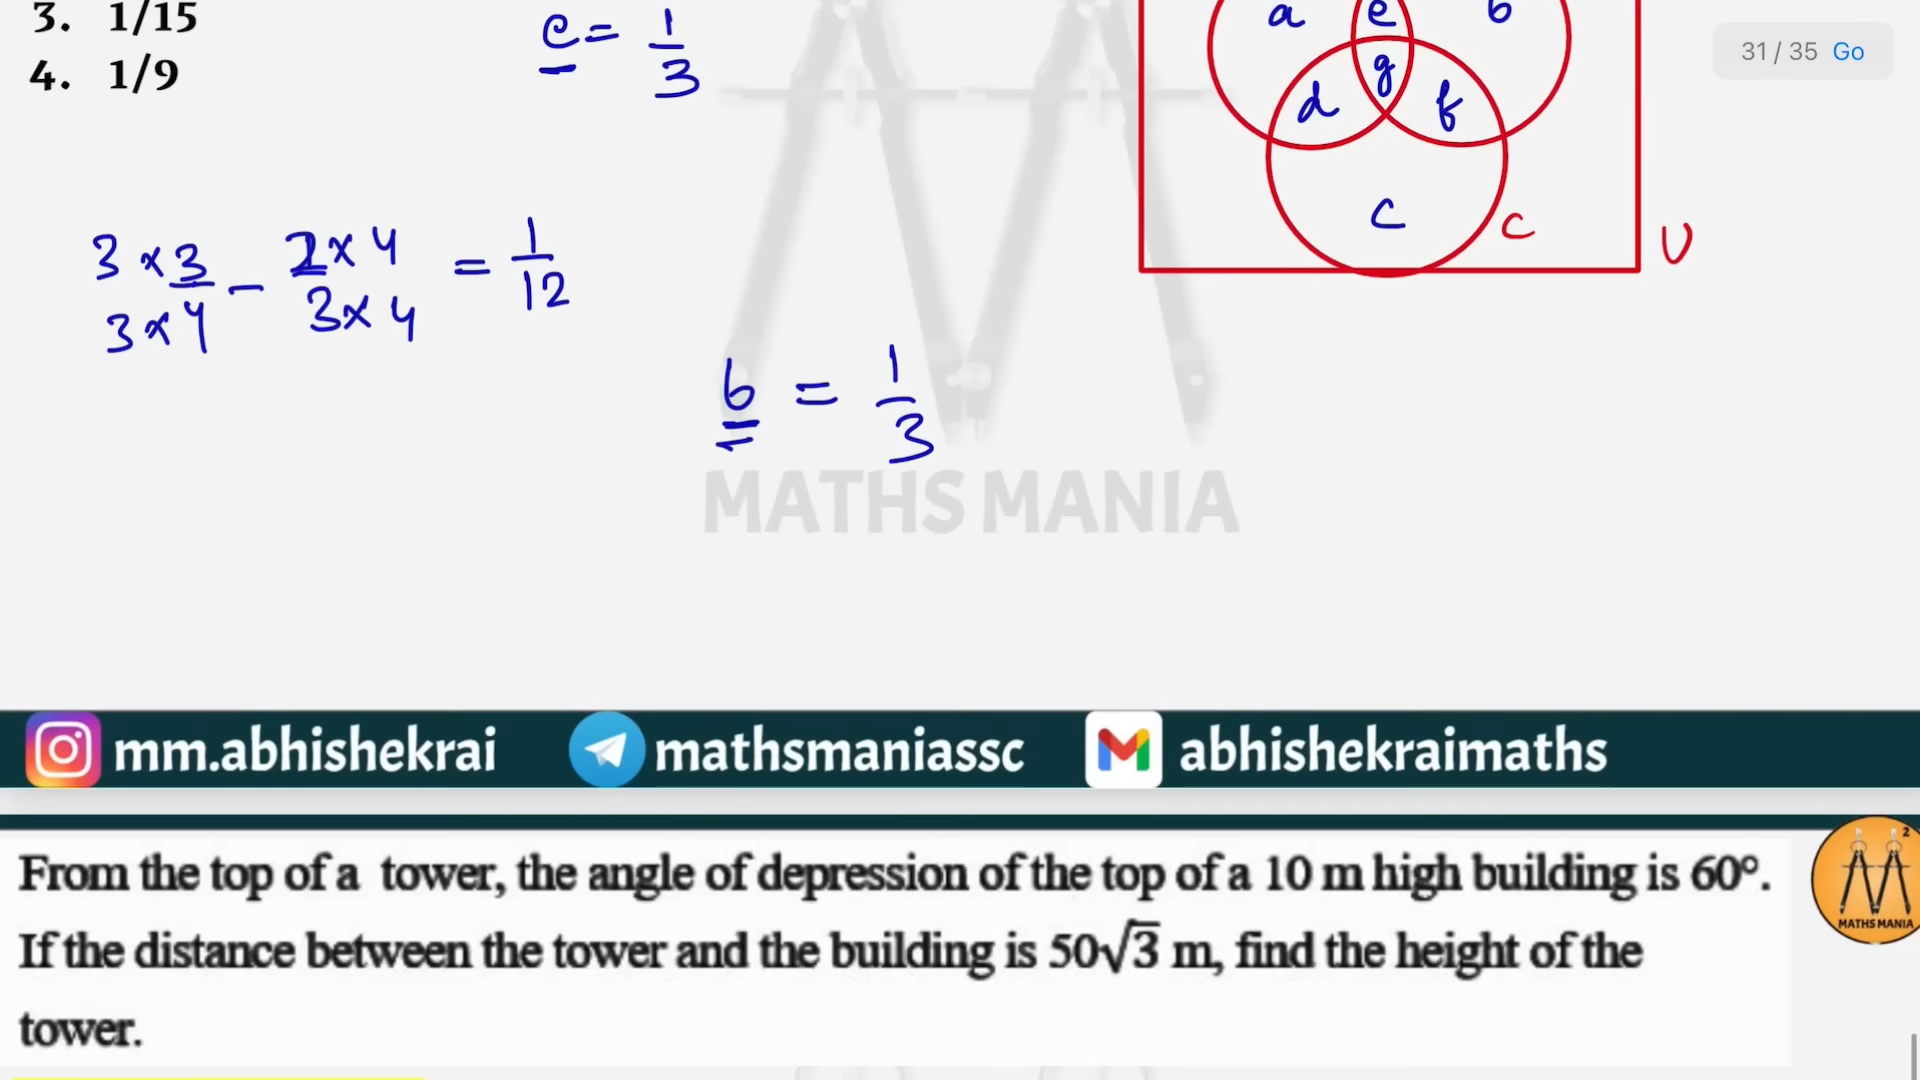 3. 1/15
4. 1/9
e = 1/3
a
e
b
g
d
f
c
C
U
31 / 35 Go
3×3/3×4 - 2×4/3×4 = 1/12
b = 1/3
MATHS MANIA
mm.abhishekrai mathsmaniassc abhishekraimaths
From the top of a tower, the angle of depression of the top of a 10 m high building is 60°.
If the distance between the tower and the building is 50√3 m, find the height of the
tower.
2
MATHS MANIA